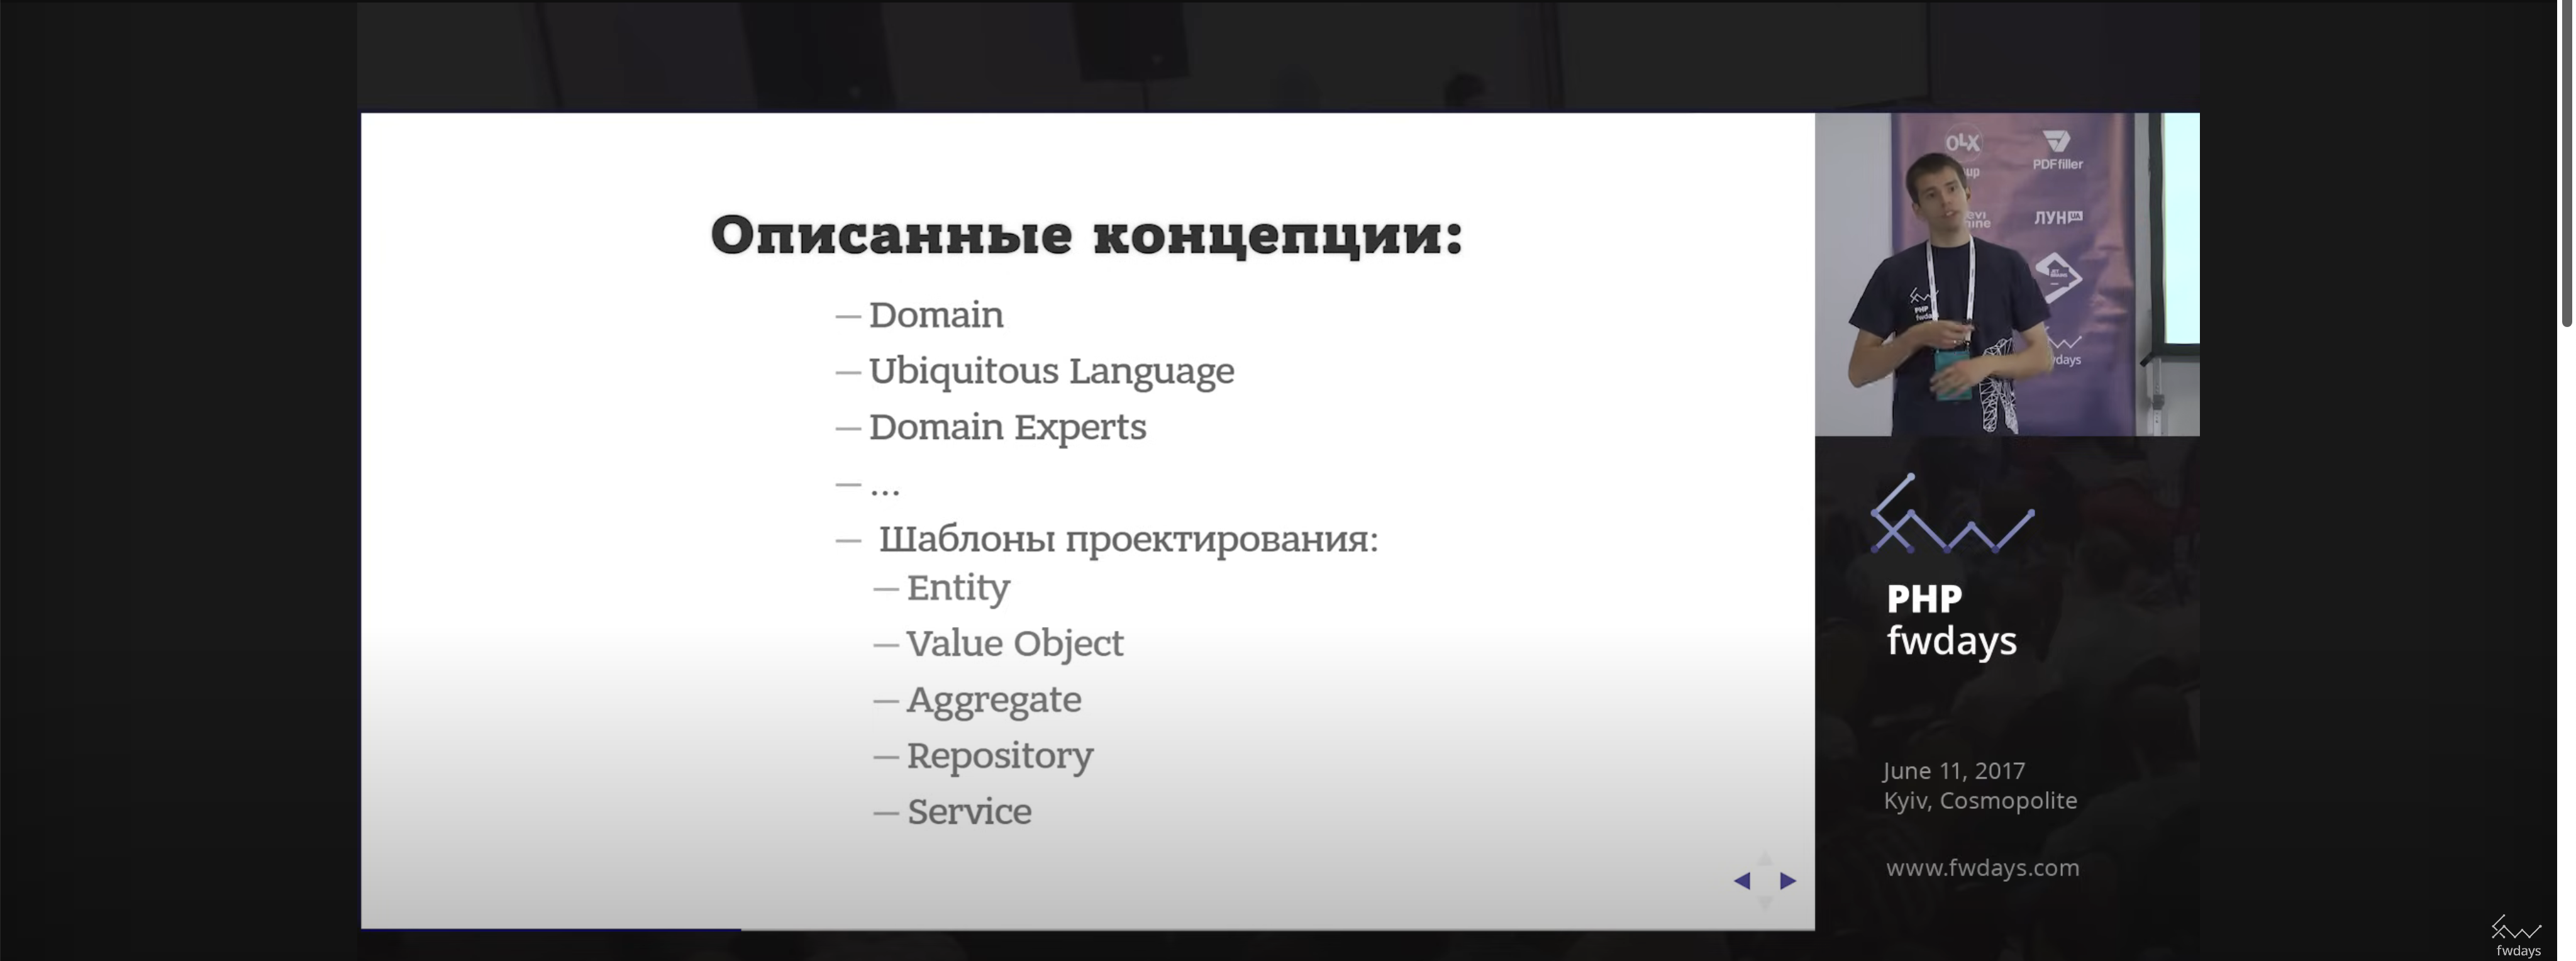 Описанные концепции:
— Domain
— Ubiquitous Language
— Domain Experts
— ...
— Шаблоны проектирования:
— Entity
— Value Object
— Aggregate
— Repository
— Service
OLX
PDFfiller
ЛУН UA
PHP
fwdays
June 11, 2017
Kyiv, Cosmopolite
www.fwdays.com
fwdays